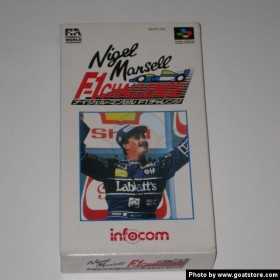 Nigel
Mansell
F1 CHALLENGE
ナイジェル・マンセル F1チャレンジ
Shell
Labatt's
infocom
Photo by www.goatstore.com